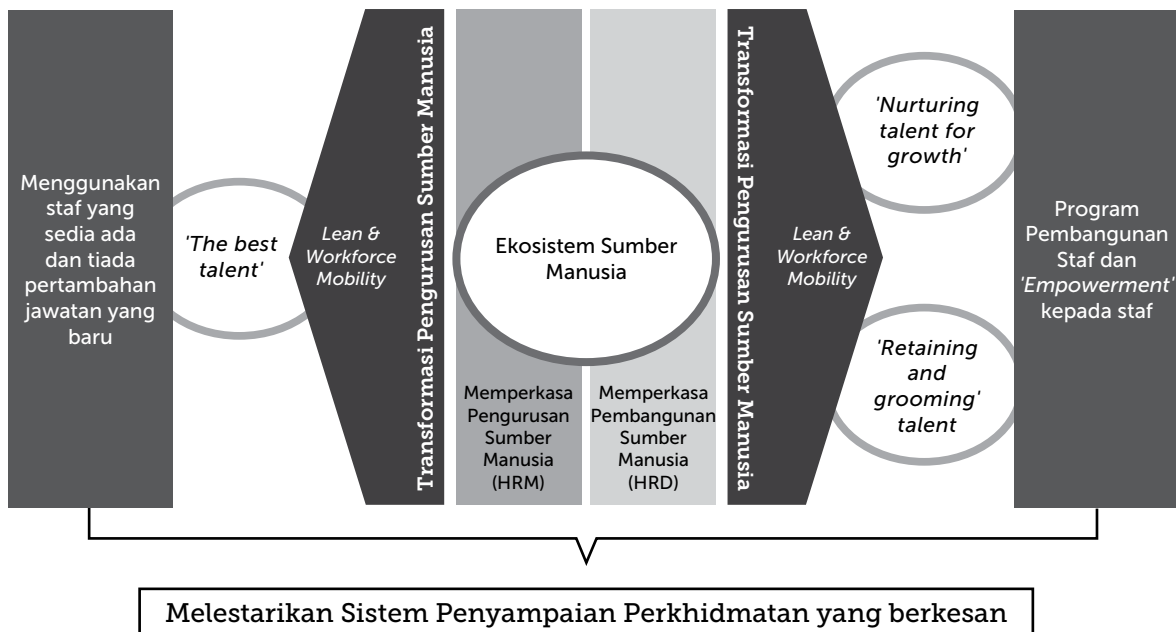 Menggunakan
staf yang
sedia ada
dan tiada
pertambahan
jawatan yang
baru
'The best
talent'
Lean &
Workforce
Mobility
Transformasi Pengurusan Sumber Manusia
Ekosistem Sumber
Manusia
Memperkasa
Pengurusan
Sumber
Manusia
(HRM)
Memperkasa
Pembangunan
Sumber
Manusia
(HRD)
Transformasi Pengurusan Sumber Manusia
Lean &
Workforce
Mobility
'Nurturing
talent for
growth'
'Retaining
and
grooming'
talent
Program
Pembangunan
Staf dan
'Empowerment'
kepada staf
Melestarikan Sistem Penyampaian Perkhidmatan yang berkesan